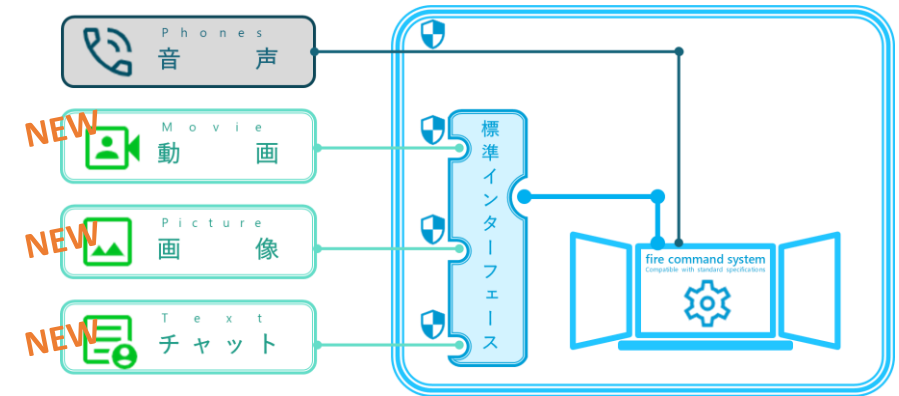 Phones
音声
NEW
Movie
動画
NEW
Picture
画像
NEW
Text
チャット
標準インターフェース
fire command system
Compatible with standard specifications